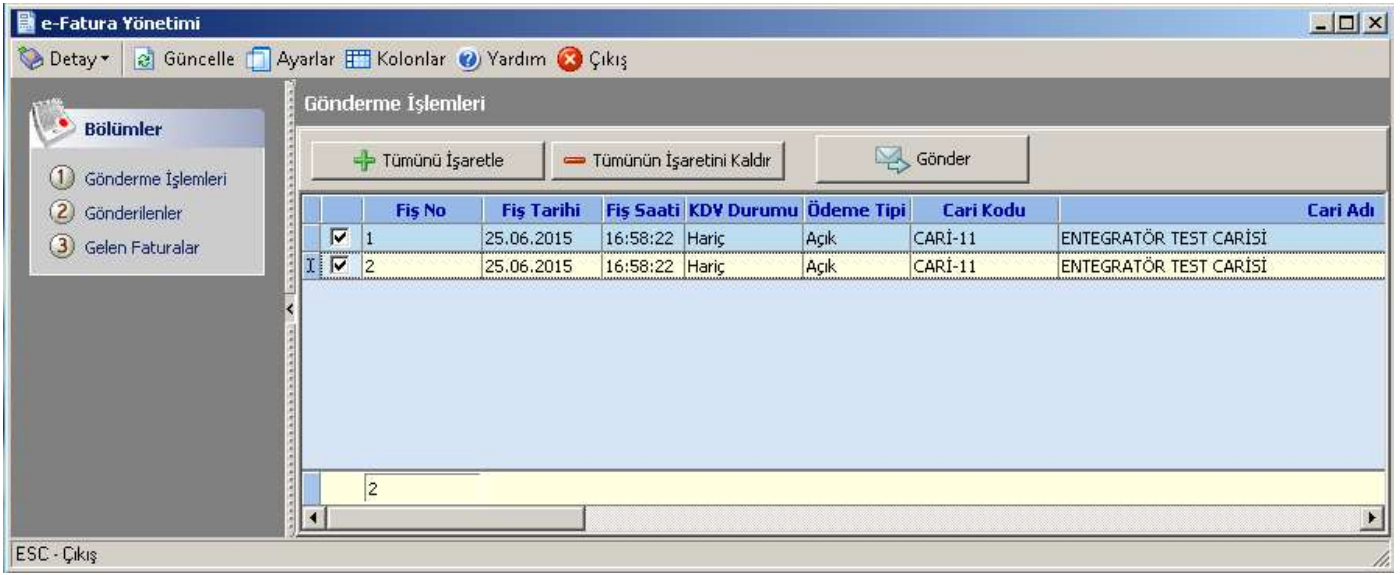 e-Fatura Yönetimi
Detay Güncelle Ayarlar Kolonlar Yardım Çıkış
Bölümler
1 Gönderme İşlemleri
2 Gönderilenler
3 Gelen Faturalar
Gönderme İşlemleri
Tümünü İşaretle Tümünün İşaretini Kaldır Gönder
Fiş No Fiş Tarihi Fiş Saati KDV Durumu Ödeme Tipi Cari Kodu Cari Adı
1 25.06.2015 16:58:22 Hariç Açık CARİ-11 ENTEGRATÖR TEST CARİSİ
2 25.06.2015 16:58:22 Hariç Açık CARİ-11 ENTEGRATÖR TEST CARİSİ
2
ESC - Çıkış